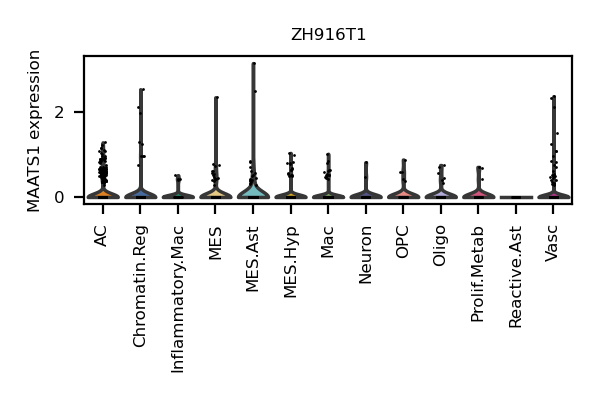 ZH916T1
MAATS1 expression
2
0
AC
Chromatin.Reg
Inflammatory.Mac
MES
MES.Ast
MES.Hyp
Mac
Neuron
OPC
Oligo
Prolif.Metab
Reactive.Ast
Vasc